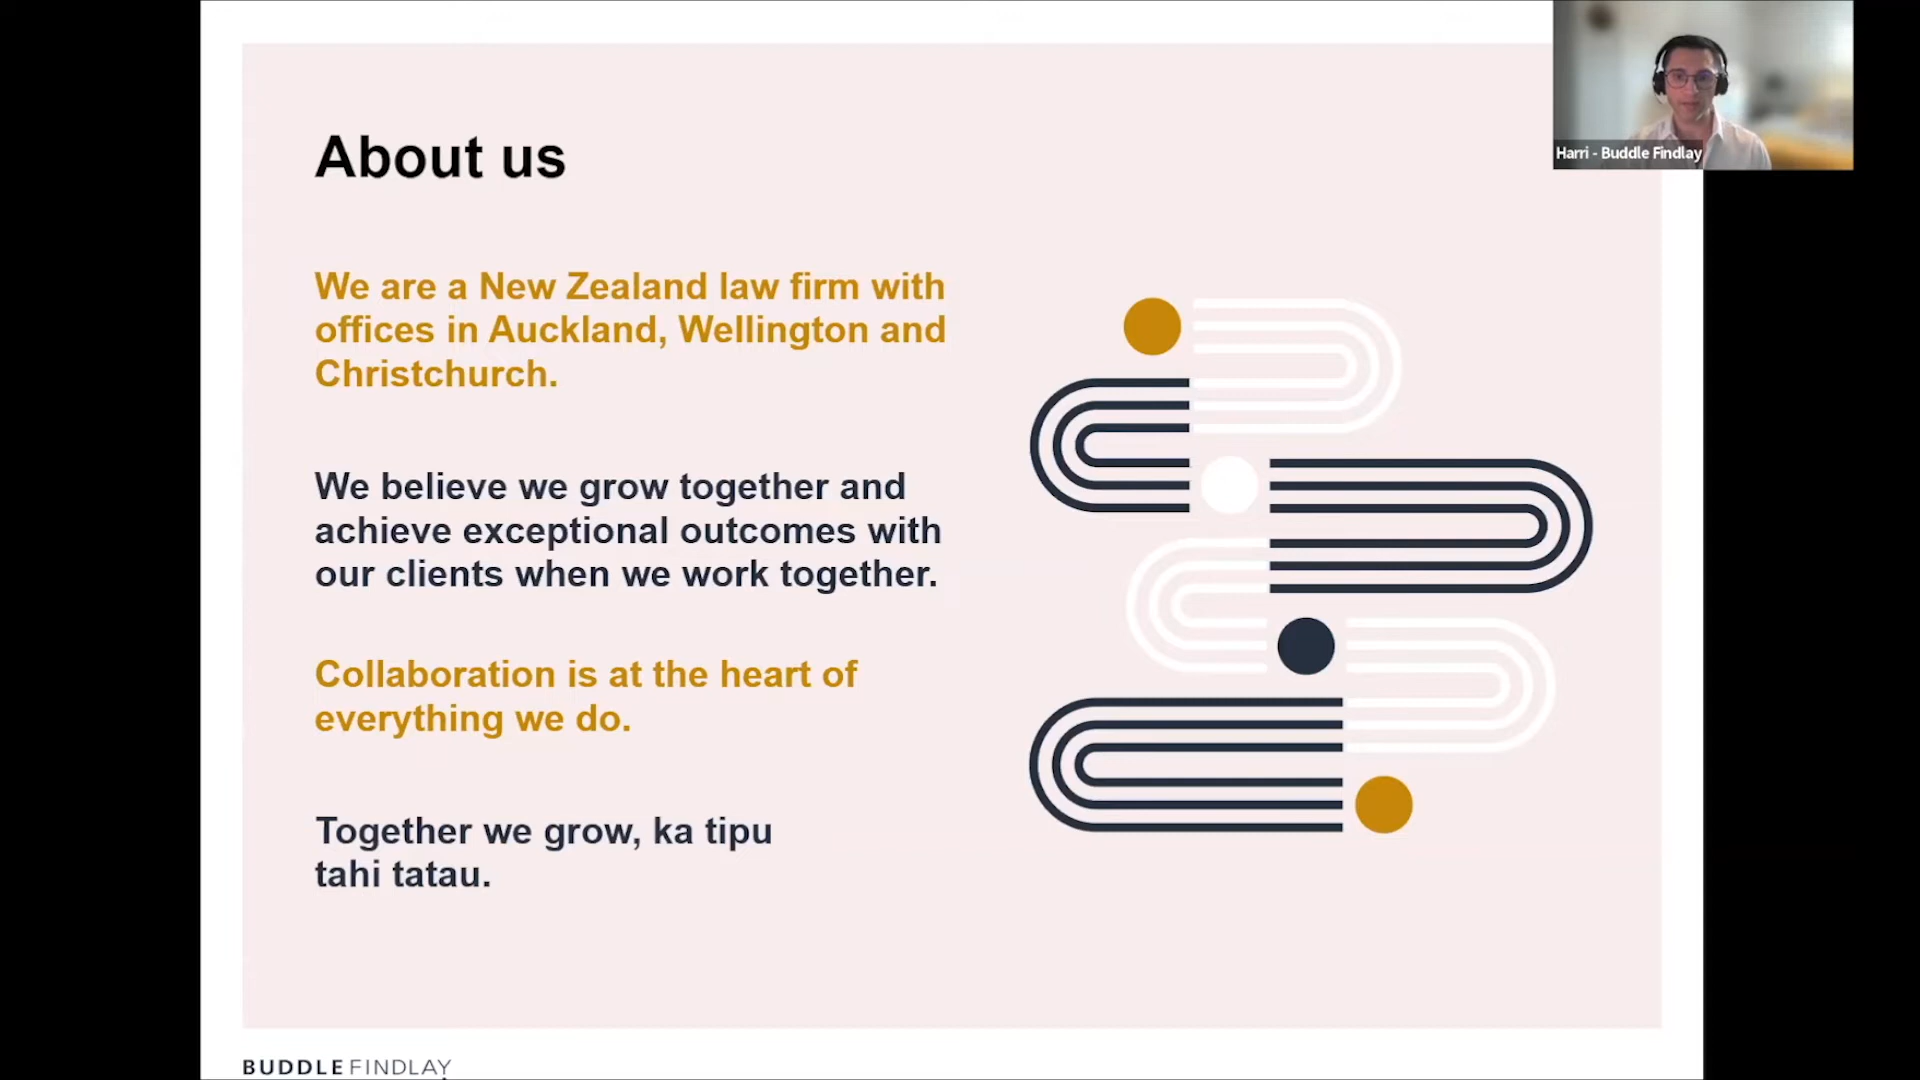 About us
We are a New Zealand law firm with
offices in Auckland, Wellington and
Christchurch.
We believe we grow together and
achieve exceptional outcomes with
our clients when we work together.
Collaboration is at the heart of
everything we do.
Together we grow, ka tipu
tahi tatau.
Harri - Buddle Findlay
BUDDLE FINDLAY